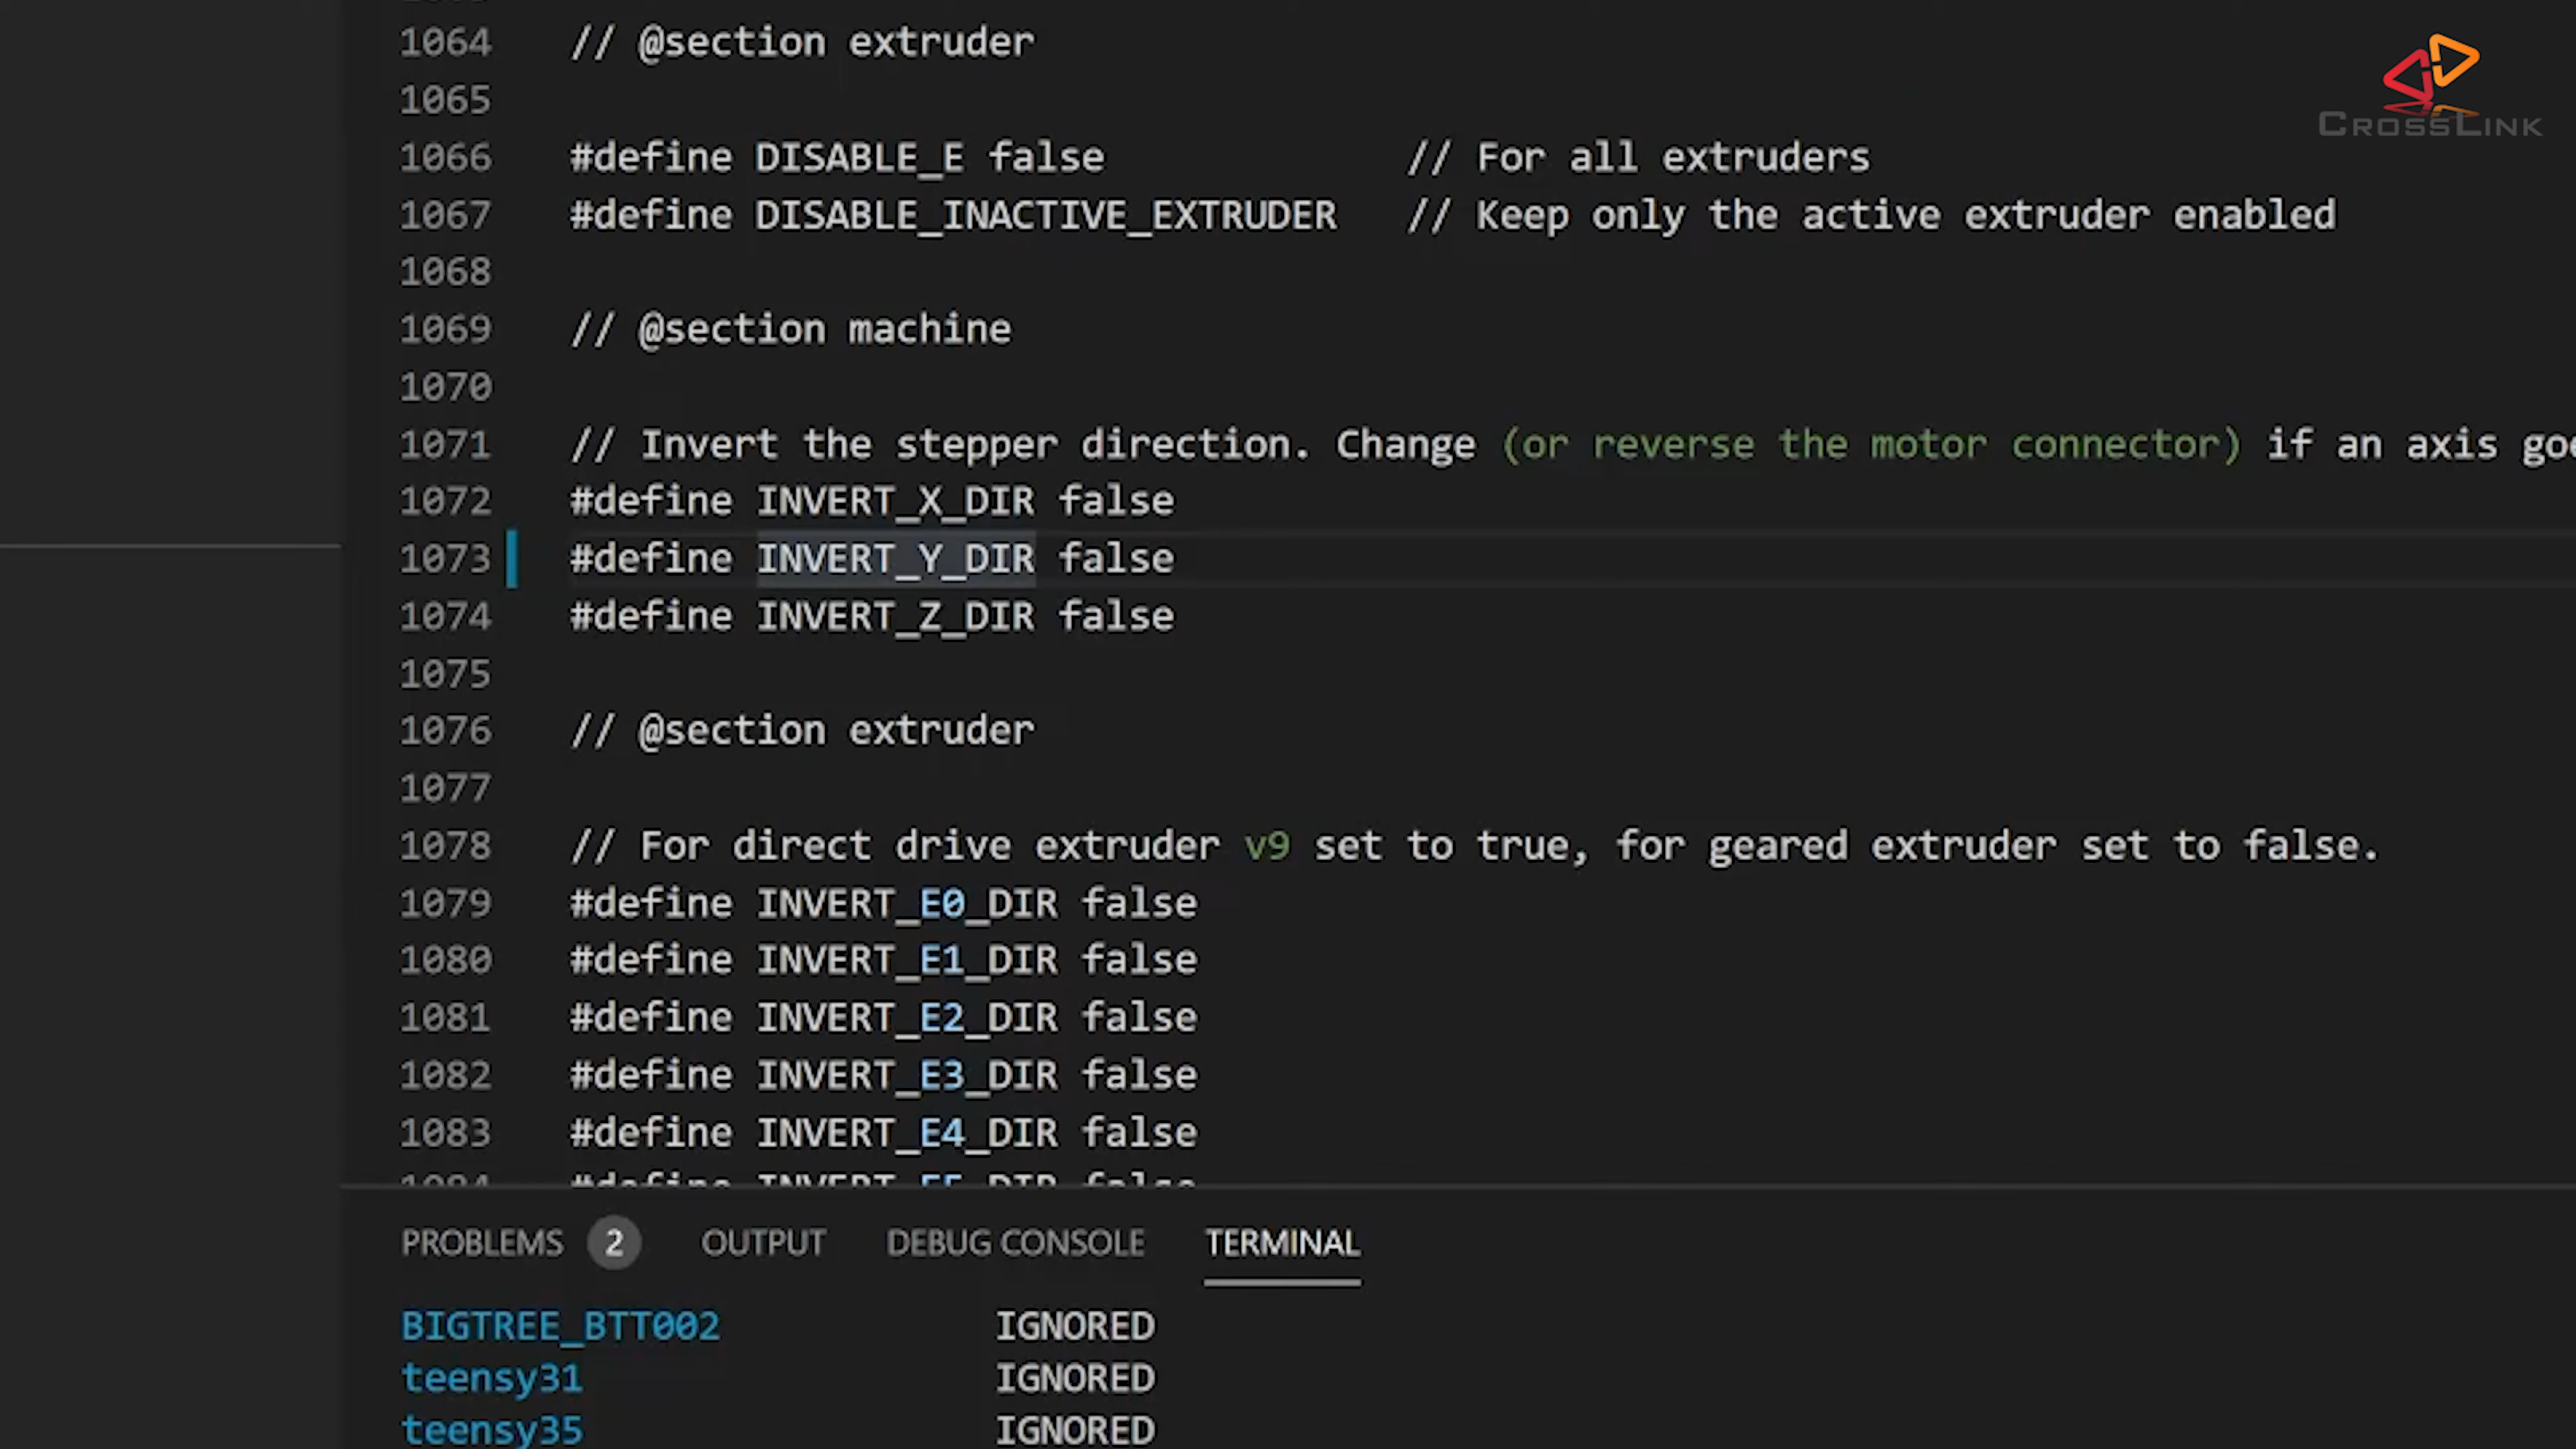 1064 // @section extruder
1065
1066 #define DISABLE_E false // For all extruders
1067 #define DISABLE_INACTIVE_EXTRUDER // Keep only the active extruder enabled
1068
1069 // @section machine
1070
1071 // Invert the stepper direction. Change (or reverse the motor connector) if an axis
1072 #define INVERT_X_DIR false
1073 #define INVERT_Y_DIR false
1074 #define INVERT_Z_DIR false
1075
1076 // @section extruder
1077
1078 // For direct drive extruder v9 set to true, for geared extruder set to false.
1079 #define INVERT_E0_DIR false
1080 #define INVERT_E1_DIR false
1081 #define INVERT_E2_DIR false
1082 #define INVERT_E3_DIR false
1083 #define INVERT_E4_DIR false
PROBLEMS 2 OUTPUT DEBUG CONSOLE TERMINAL
BIGTREE_BTT002 IGNORED
teensy31 IGNORED
teensy35 IGNORED
CROSSLINK